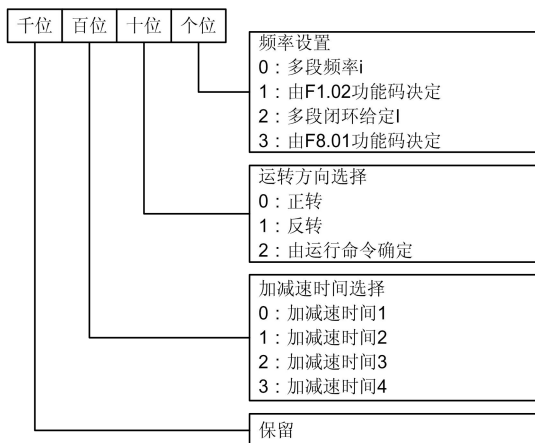 千位 百位 十位 个位
频率设置
0：多段频率i
1：由F1.02功能码决定
2：多段闭环给定I
3：由F8.01功能码决定
运转方向选择
0：正转
1：反转
2：由运行命令确定
加减速时间选择
0：加减速时间1
1：加减速时间2
2：加减速时间3
3：加减速时间4
保留